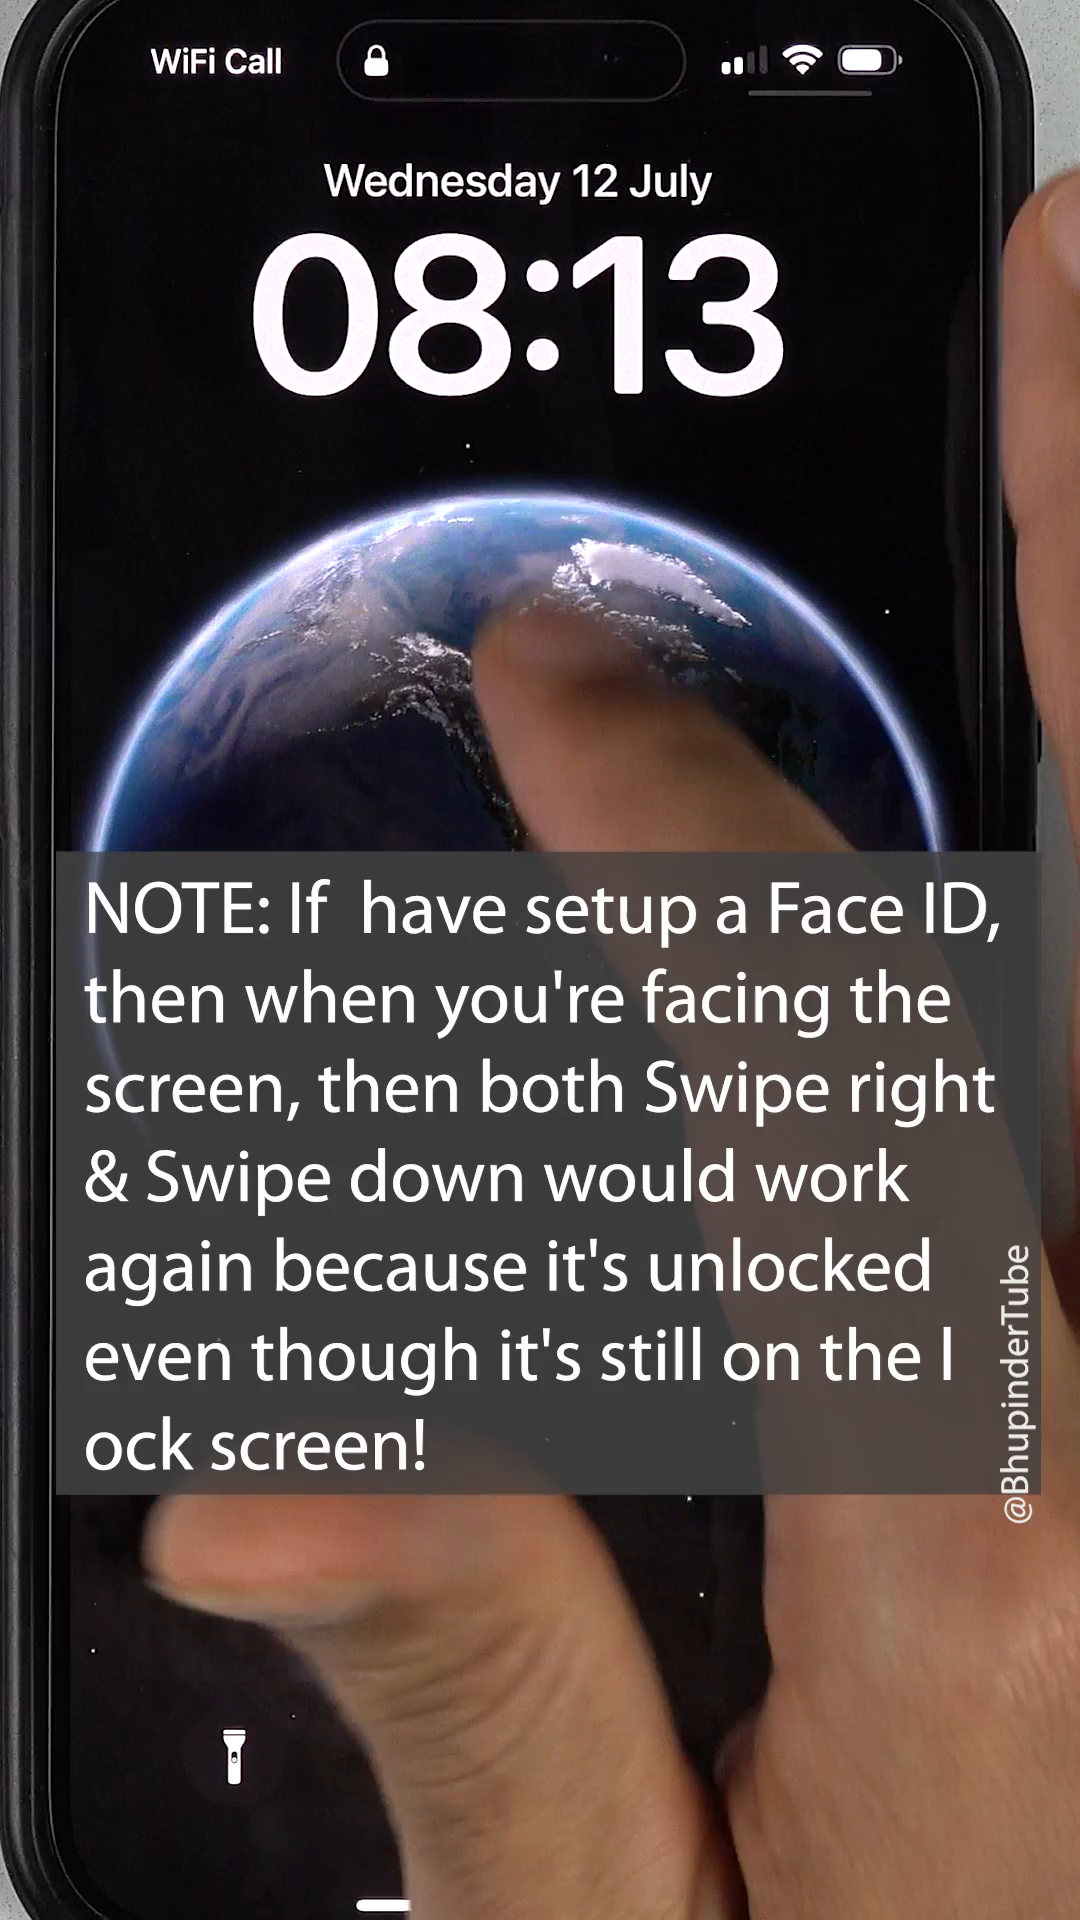 WiFi Call
Wednesday 12 July
08:13
NOTE: If  have setup a Face ID,
then when you're facing the
screen, then both Swipe right
& Swipe down would work
again because it's unlocked
even though it's still on the l
ock screen!
@BhupinderTube